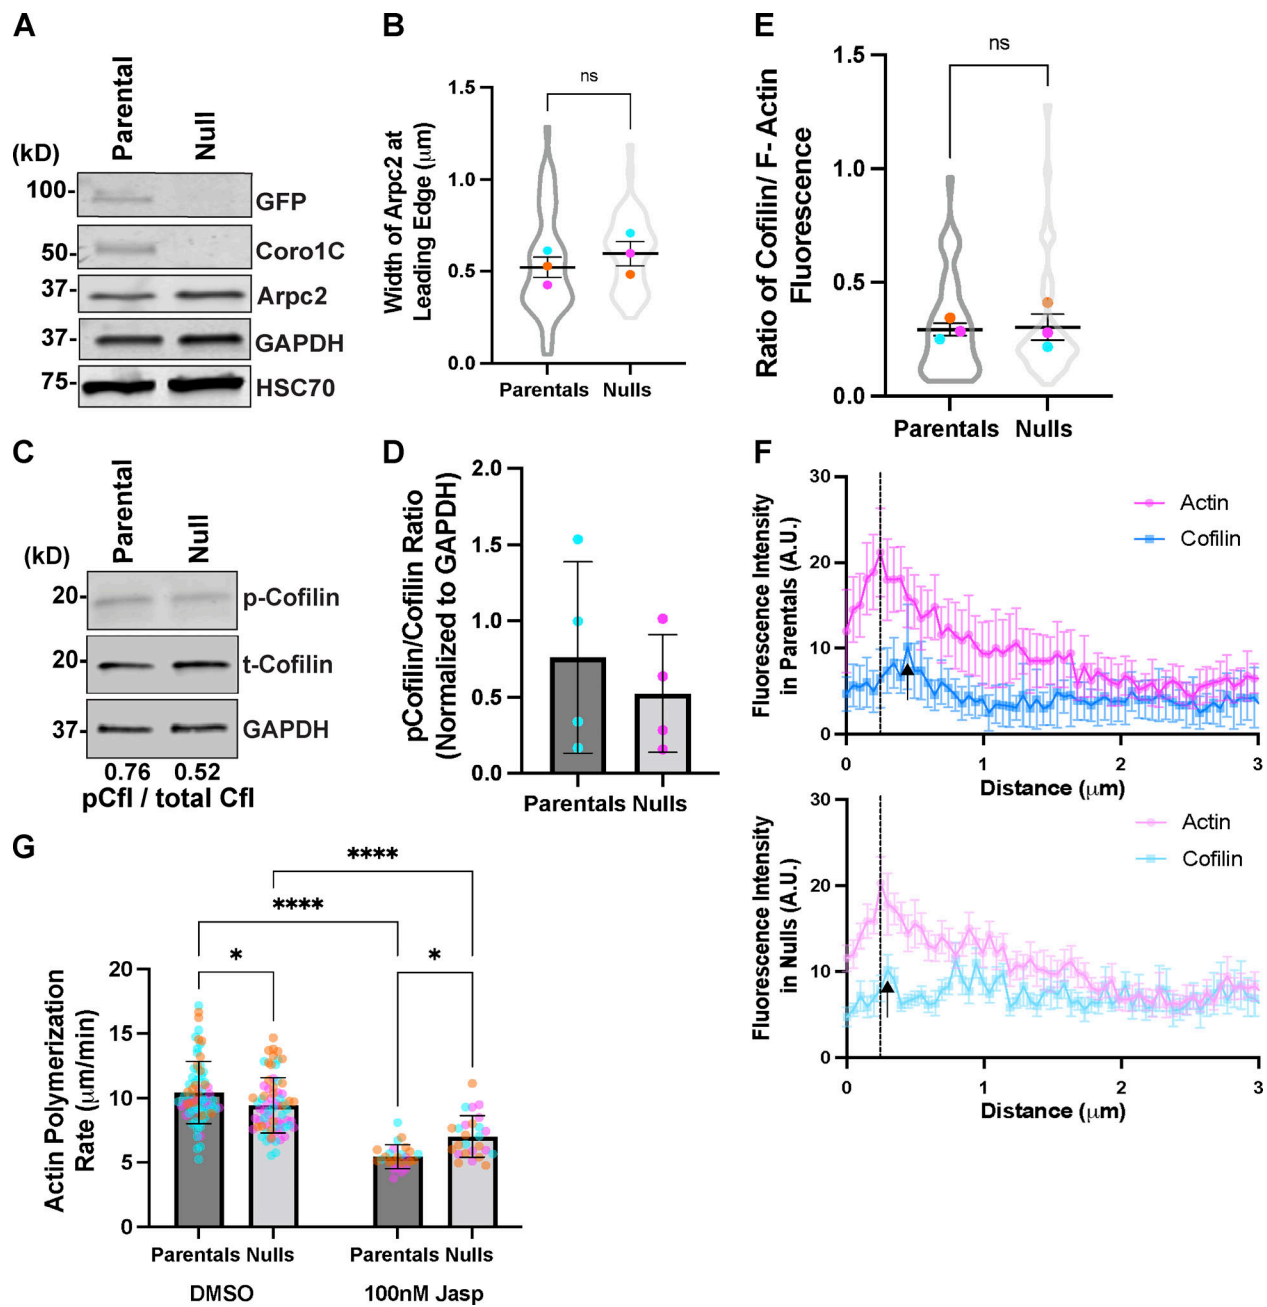 A
Parental
Null
(kD)
100-
GFP
50-
Coro1C
37-
Arpc2
37-
GAPDH
75-
HSC70
B
Width of Arpc2 at
Leading Edge (μm)
ns
1.5
1.0
0.5
0.0
Parentals Nulls
E
Ratio of Cofilin/ F- Actin
Fluorescence
ns
1.5
1.0
0.5
0.0
Parentals Nulls
C
Parental
Null
(kD)
20-
p-Cofilin
20-
t-Cofilin
37-
GAPDH
0.76 0.52
pCfl / total Cfl
D
pCofilin/Cofilin Ratio
(Normalized to GAPDH)
2.0
1.5
1.0
0.5
0.0
Parentals Nulls
F
Fluorescence Intensity
in Parentals (A.U.)
30
20
10
0
Actin
Cofilin
0 1 2 3
Distance (μm)
Fluorescence Intensity
in Nulls (A.U.)
30
20
10
0
Actin
Cofilin
0 1 2 3
Distance (μm)
G
Actin Polymerization
Rate (μm/min)
****
****
* *
20
15
10
5
0
Parentals Nulls Parentals Nulls
DMSO 100nM Jasp